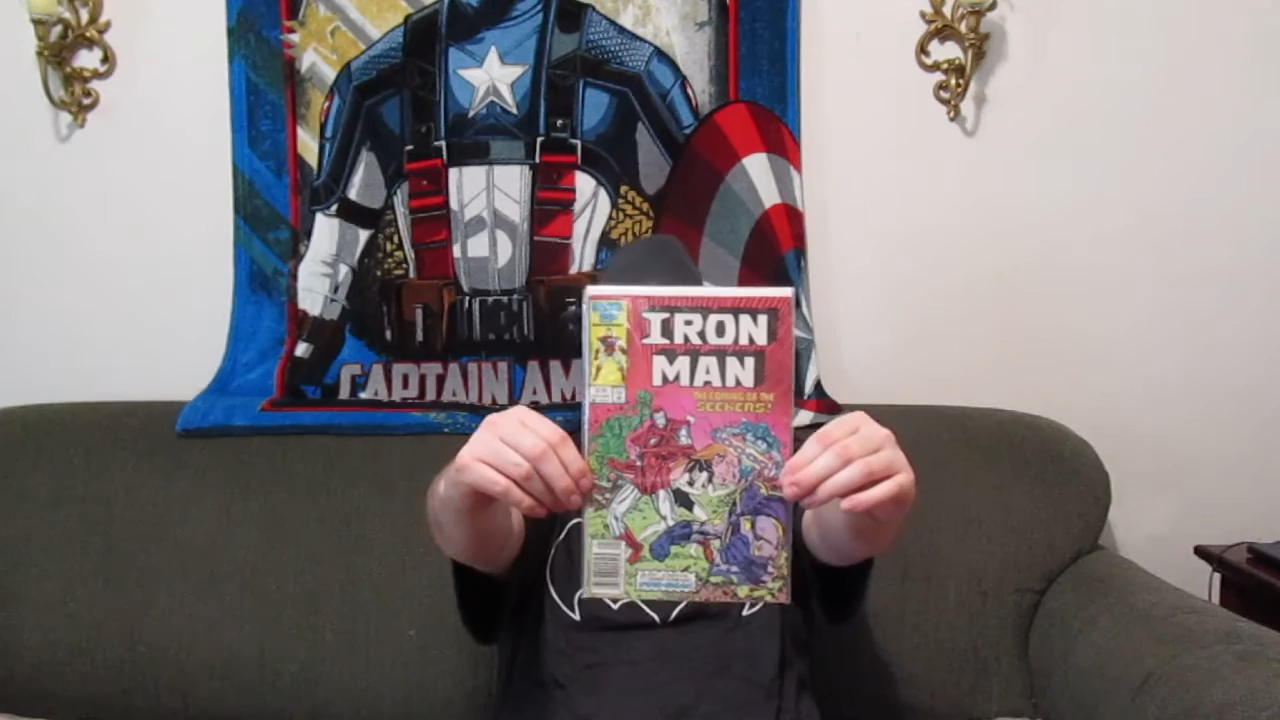 CAPTAIN AM
IRON
MAN
THE COMING OF THE
SEEKERS!